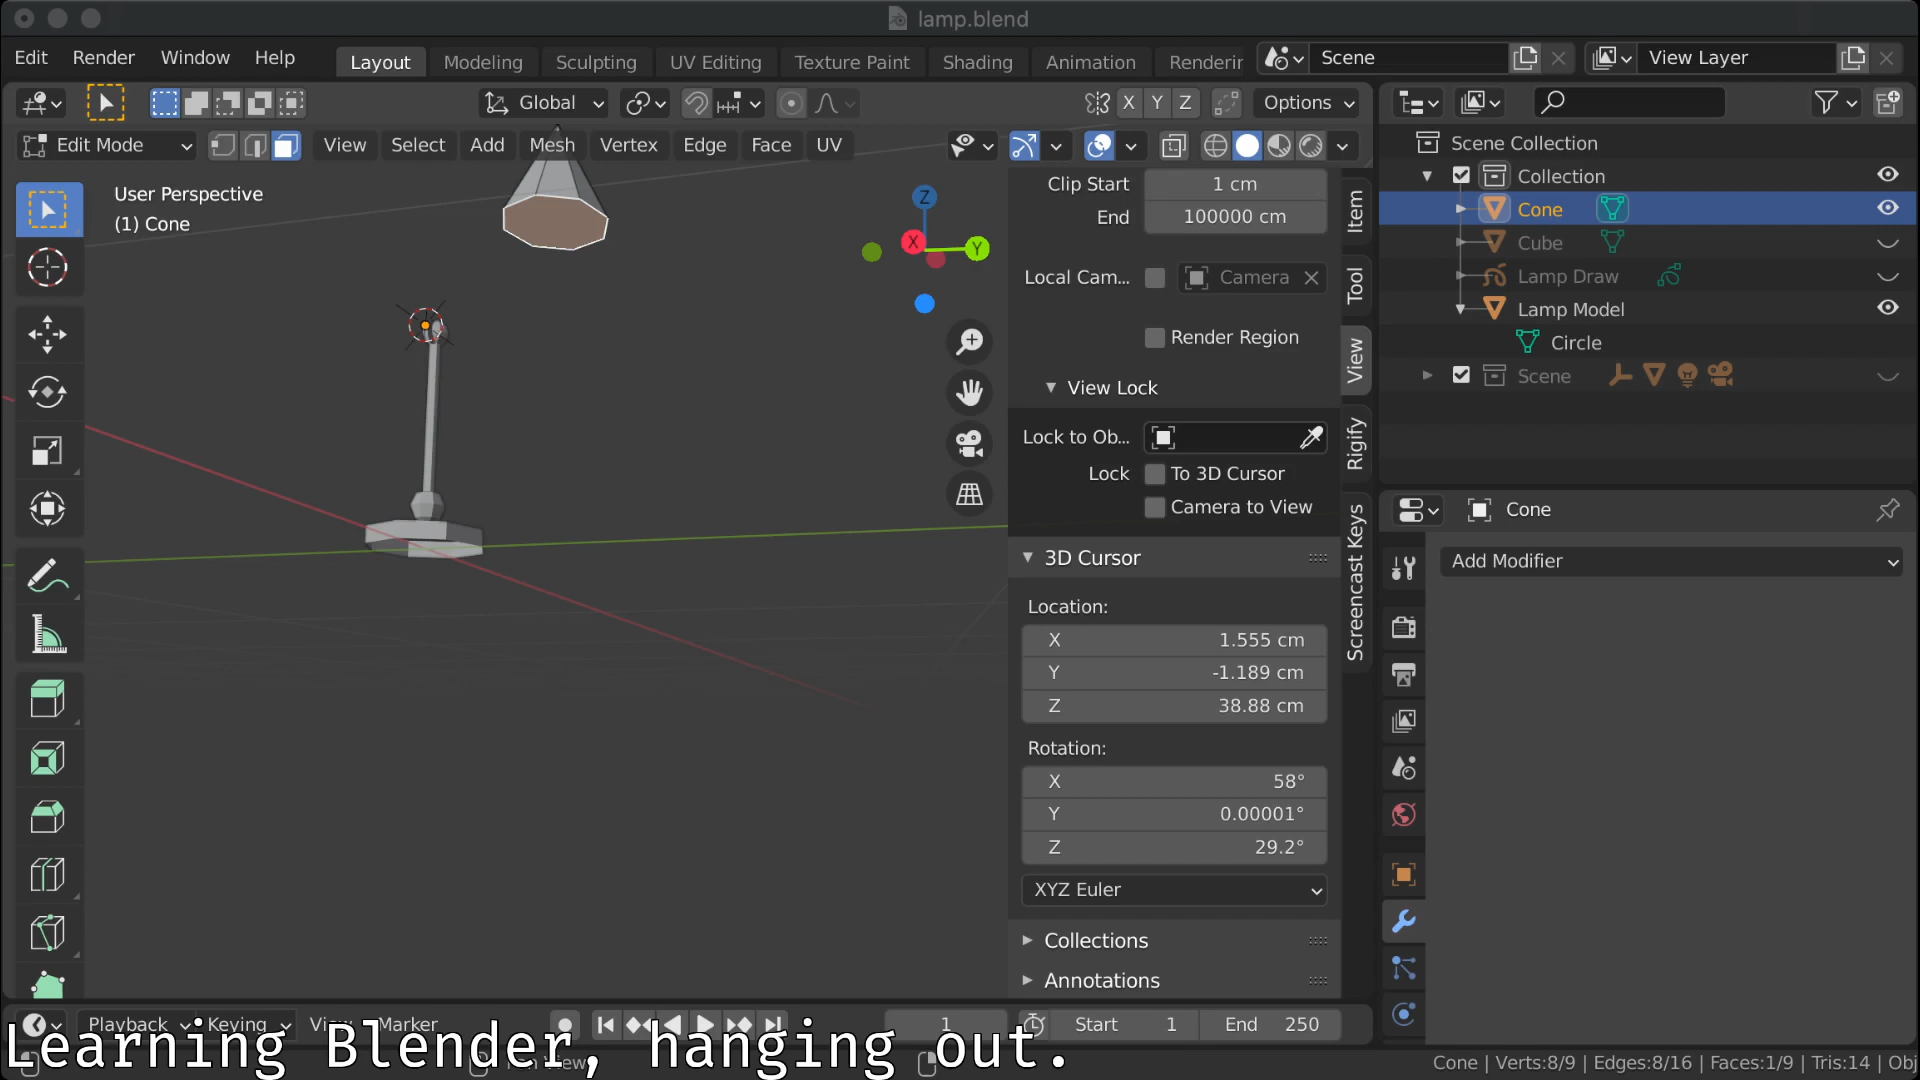 lamp.blend
Edit Render Window Help
Layout Modeling Sculpting UV Editing Texture Paint Shading Animation Renderin
Scene
View Layer
Global
X Y Z
Options
Edit Mode
View Select Add Mesh Vertex Edge Face UV
User Perspective
(1) Cone
Z
X
Y
Clip Start 1 cm
End 100000 cm
Local Cam... Camera
Render Region
View Lock
Lock to Ob...
Lock To 3D Cursor
Camera to View
3D Cursor
Location:
X 1.555 cm
Y -1.189 cm
Z 38.88 cm
Rotation:
X 58°
Y 0.00001°
Z 29.2°
XYZ Euler
Collections
Annotations
Item
Tool
View
Rigify
Screencast Keys
Scene Collection
Collection
Cone
Cube
Lamp Draw
Lamp Model
Circle
Scene
Cone
Add Modifier
Playback Keying View Marker
1
Start 1
End 250
Learning Blender, hanging out.
Cone | Verts:8/9 | Edges:8/16 | Faces:1/9 | Tris:14 | Obj